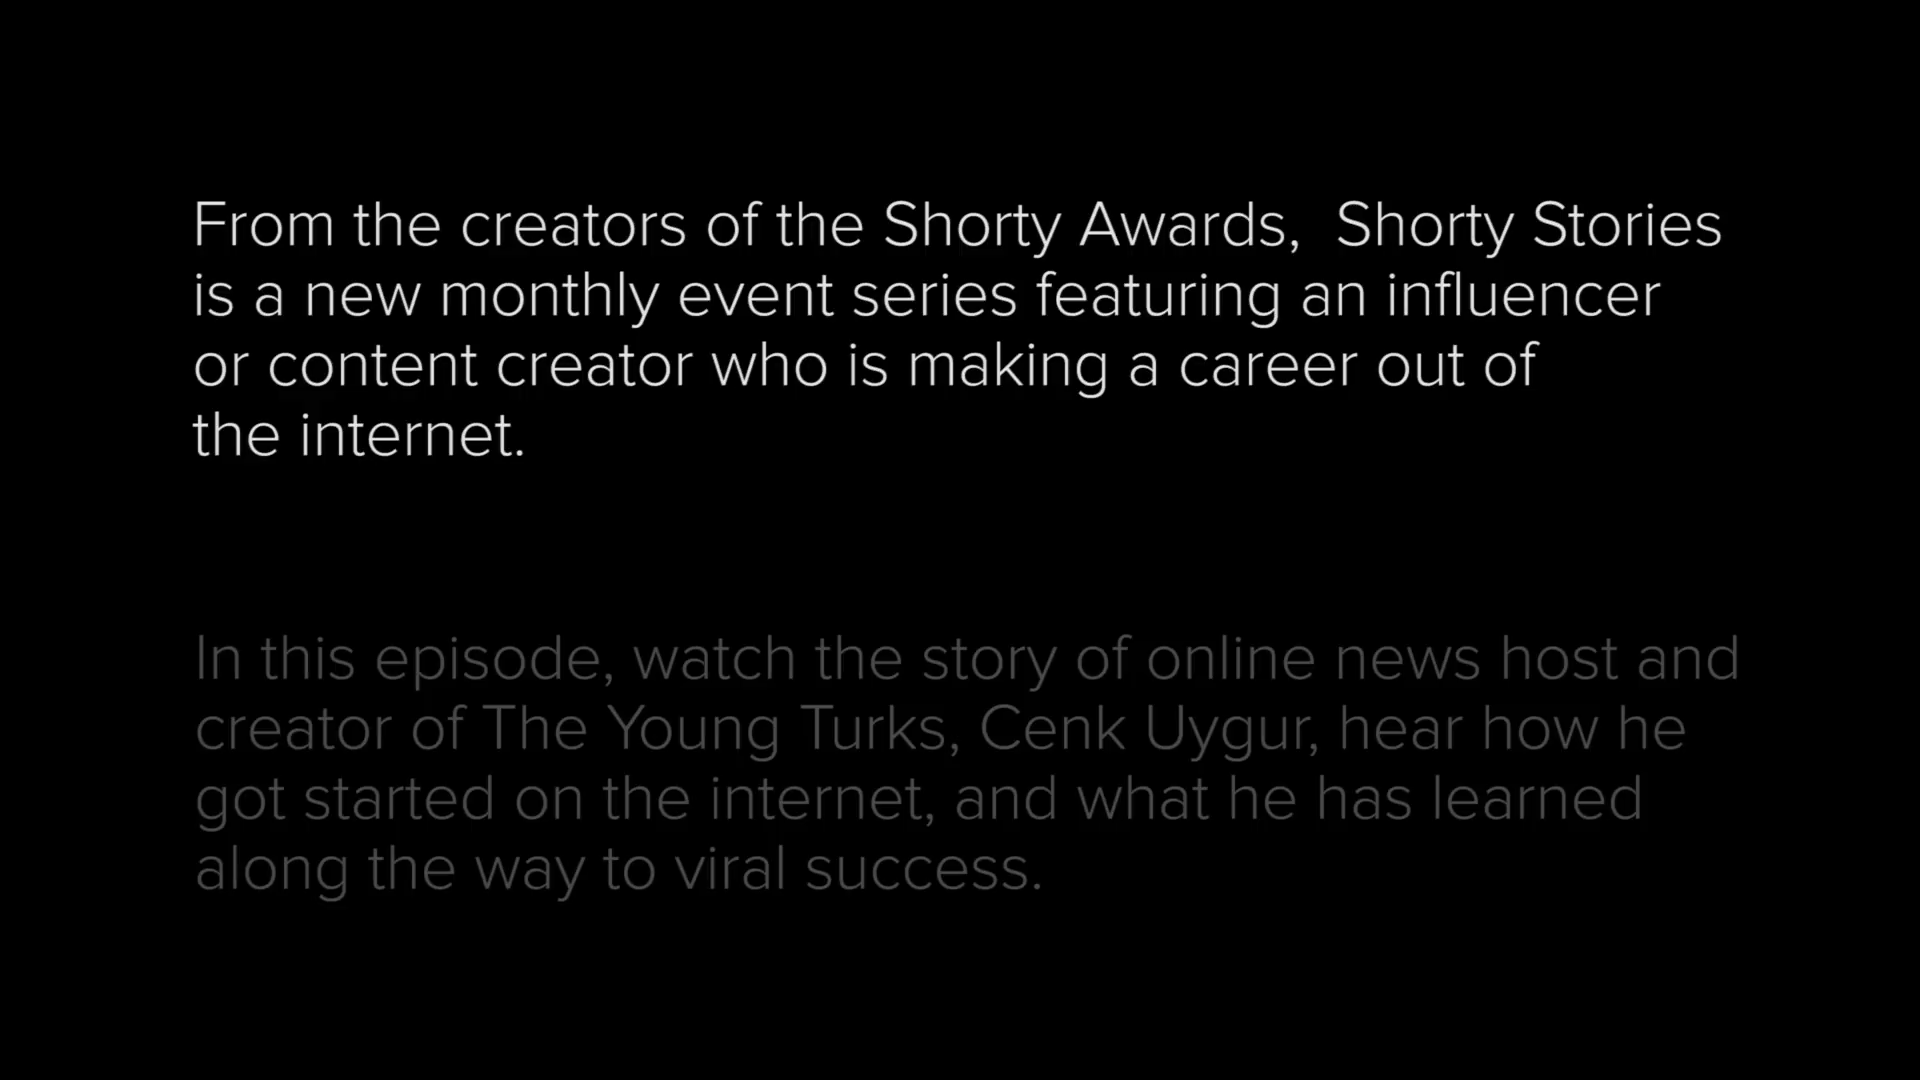 From the creators of the Shorty Awards,  Shorty Stories
is a new monthly event series featuring an influencer
or content creator who is making a career out of
the internet.
In this episode, watch the story of online news host and
creator of The Young Turks, Cenk Uygur, hear how he
got started on the internet, and what he has learned
along the way to viral success.